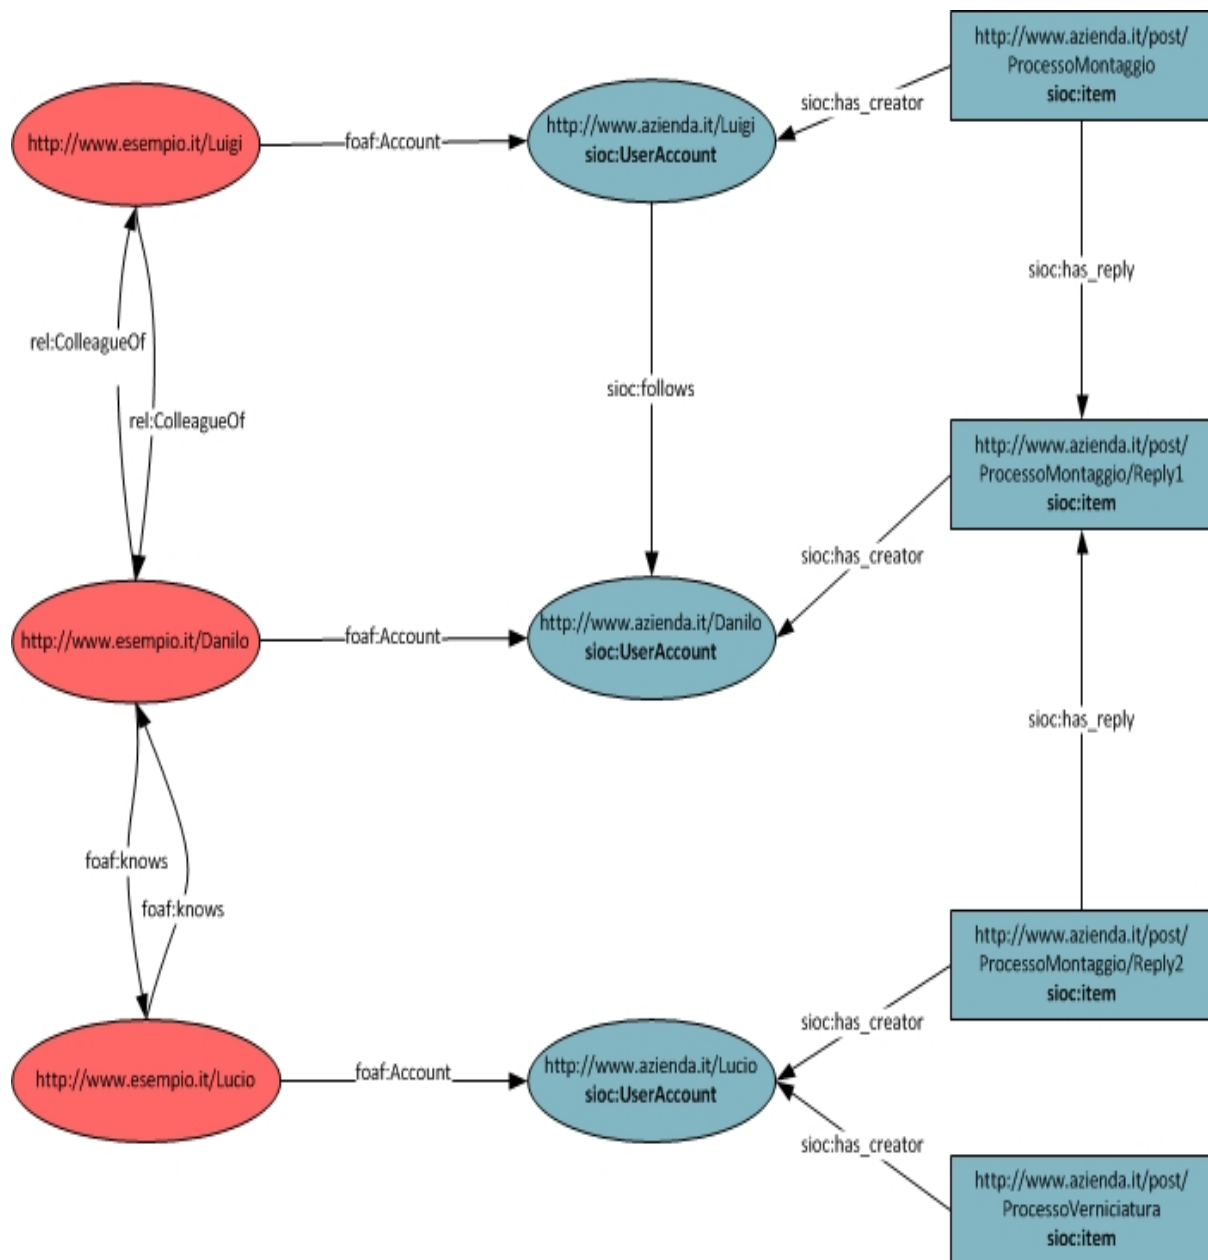 http://www.azienda.it/post/
ProcessoMontaggio
sioc:item
sioc:has_creator
http://www.azienda.it/Luigi
sioc:UserAccount
foaf:Account
http://www.esempio.it/Luigi
sioc:has_reply
rel:ColleagueOf
sioc:follows
rel:ColleagueOf
http://www.azienda.it/post/
ProcessoMontaggio/Reply1
sioc:item
sioc:has_creator
http://www.esempio.it/Danilo
foaf:Account
http://www.azienda.it/Danilo
sioc:UserAccount
sioc:has_reply
foaf:knows
foaf:knows
http://www.azienda.it/post/
ProcessoMontaggio/Reply2
sioc:item
sioc:has_creator
http://www.esempio.it/Lucio
foaf:Account
http://www.azienda.it/Lucio
sioc:UserAccount
sioc:has_creator
http://www.azienda.it/post/
ProcessoVerniciatura
sioc:item